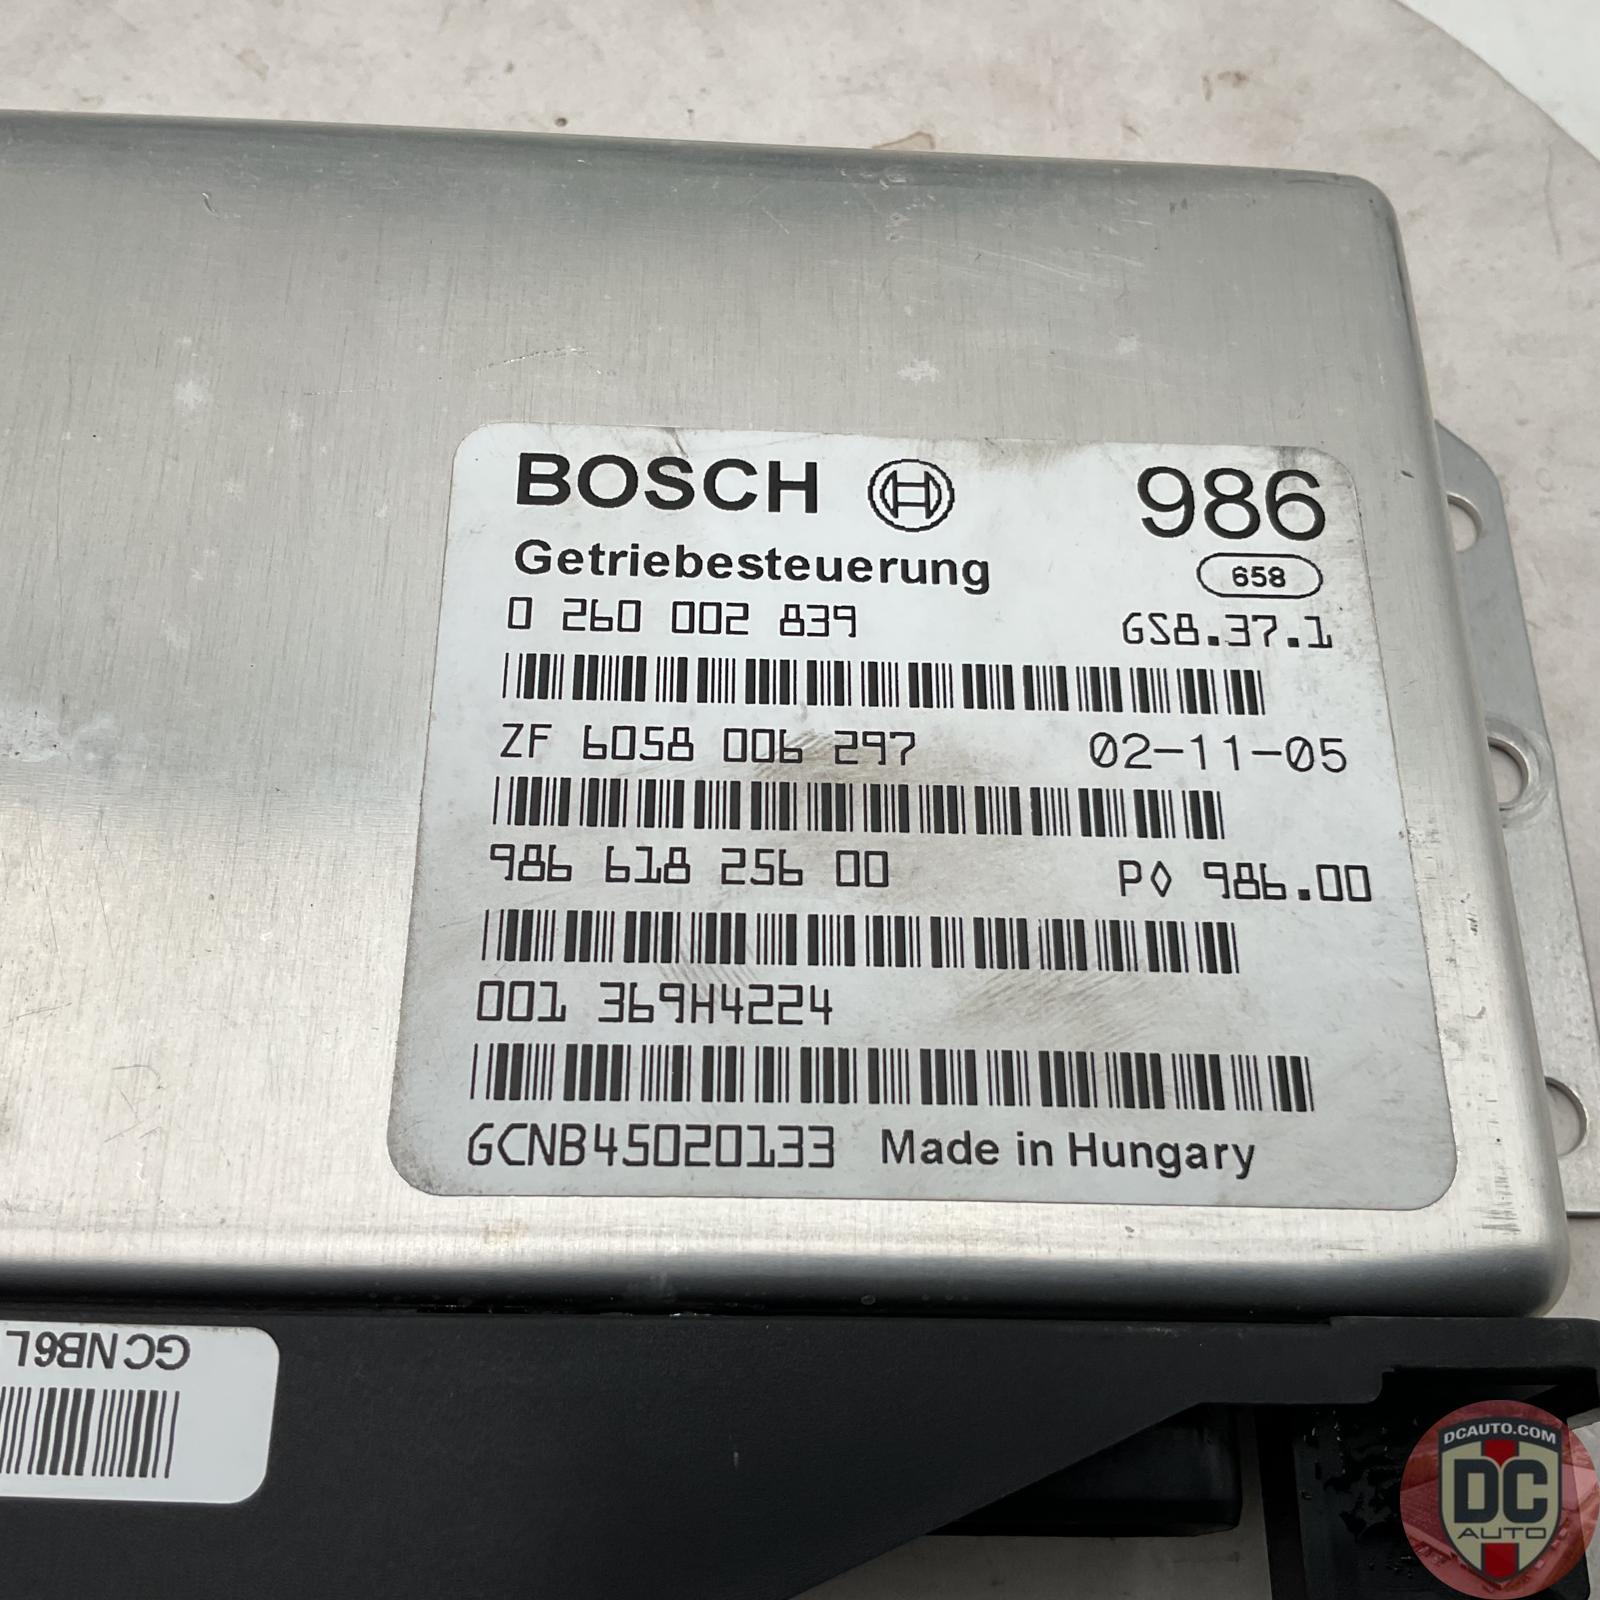 BOSCH 986
Getriebesteuerung 658
0 260 002 839 GS8.37.1
ZF 6058 006 297 02-11-05
986 618 256 00 P◊ 986.00
001 369H4224
GCNB45020133 Made in Hungary
GCNB6L
DCAUTO.COM
DC
AUTO